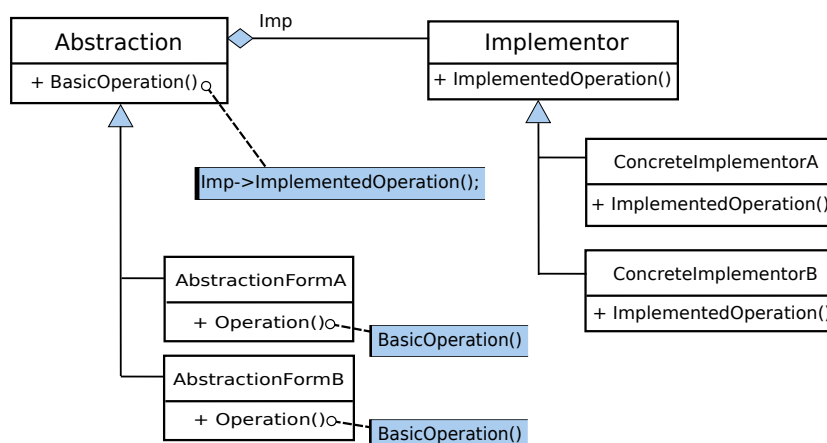 Imp
Abstraction
+ BasicOperation()
Implementor
+ ImplementedOperation()
Imp->ImplementedOperation();
ConcreteImplementorA
+ ImplementedOperation()
ConcreteImplementorB
+ ImplementedOperation()
AbstractionFormA
+ Operation()
BasicOperation()
AbstractionFormB
+ Operation()
BasicOperation()